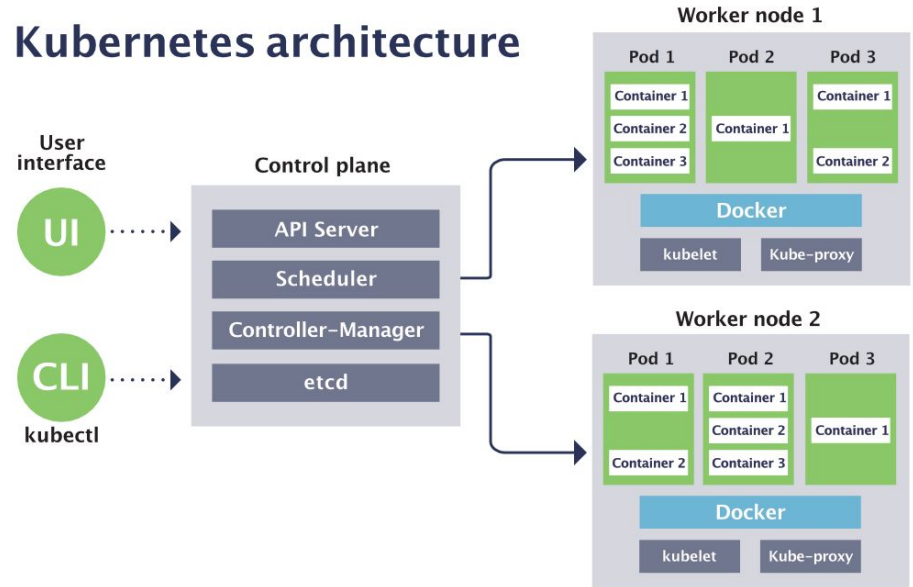 Kubernetes architecture
User
interface
UI
CLI
kubectl
Control plane
API Server
Scheduler
Controller-Manager
etcd
Worker node 1
Pod 1
Container 1
Container 2
Container 3
Pod 2
Container 1
Pod 3
Container 1
Container 2
Docker
kubelet
Kube-proxy
Worker node 2
Pod 1
Container 1
Container 2
Pod 2
Container 1
Container 2
Container 3
Pod 3
Container 1
Docker
kubelet
Kube-proxy